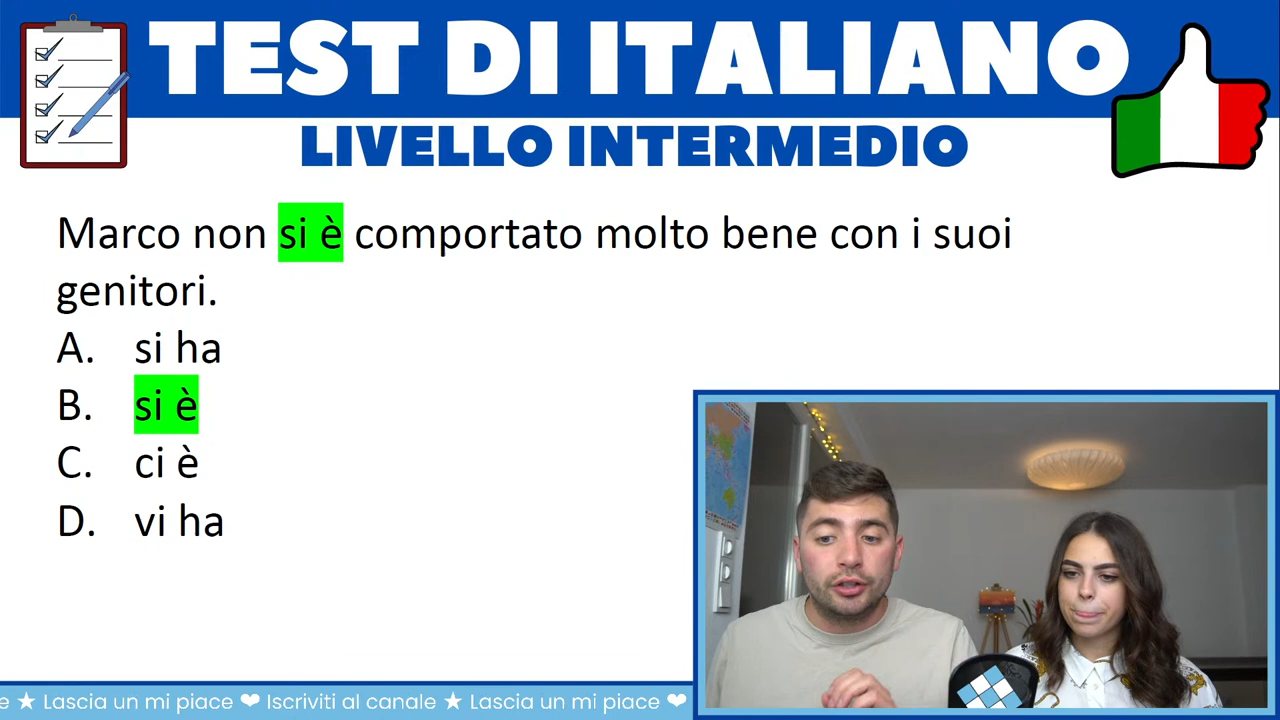 TEST DI ITALIANO
LIVELLO INTERMEDIO
Marco non si è comportato molto bene con i suoi
genitori.
A. si ha
B. si è
C. ci è
D. vi ha
e ★ Lascia un mi piace ❤ Iscriviti al canale ★ Lascia un mi piace ❤